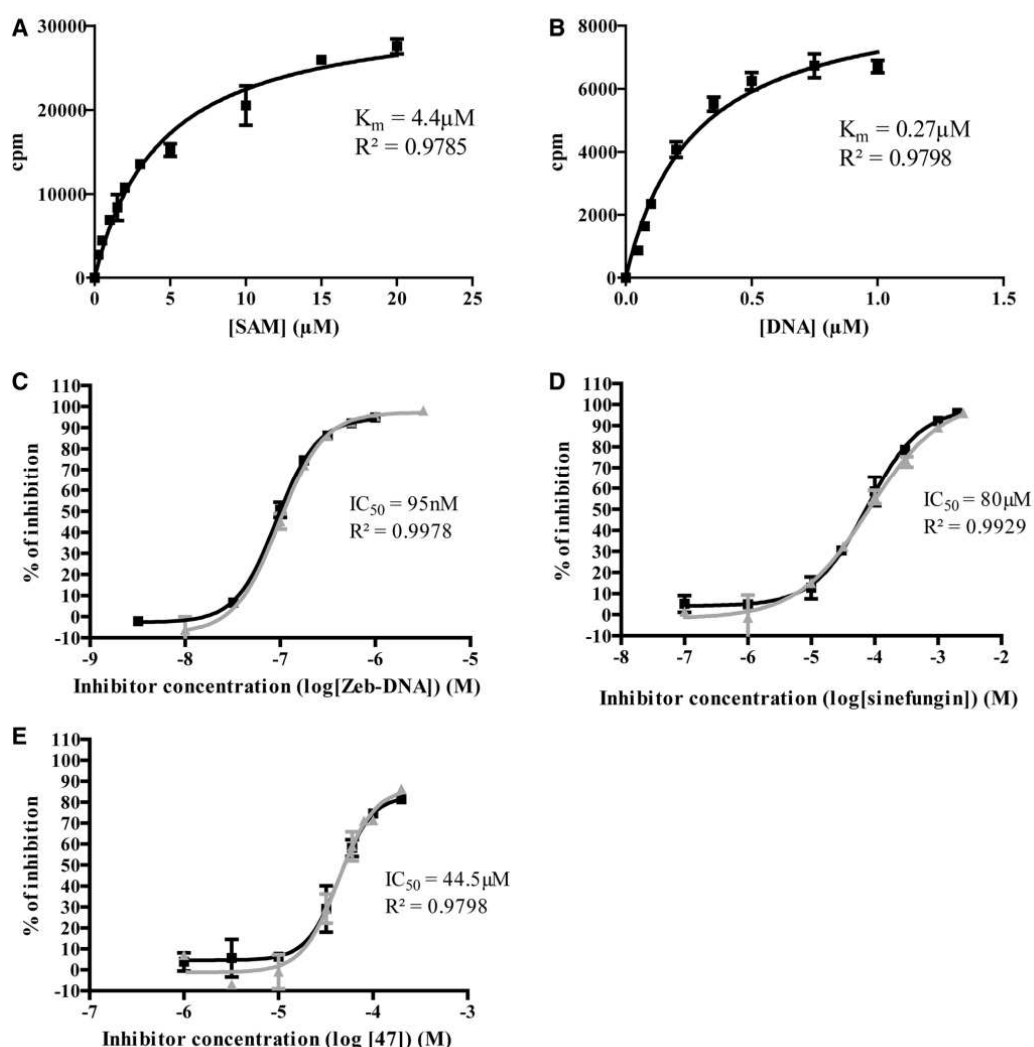 A
30000
20000
10000
0
cpm
Km = 4.4µM
R² = 0.9785
0 5 10 15 20 25
[SAM] (µM)
B
8000
6000
4000
2000
0
cpm
Km = 0.27µM
R² = 0.9798
0.0 0.5 1.0 1.5
[DNA] (µM)
C
110
100
90
80
70
60
50
40
30
20
10
0
-10
% of inhibition
IC50 = 95nM
R² = 0.9978
-9 -8 -7 -6 -5
Inhibitor concentration (log[Zeb-DNA]) (M)
D
110
100
90
80
70
60
50
40
30
20
10
0
-10
% of inhibition
IC50 = 80µM
R² = 0.9929
-8 -7 -6 -5 -4 -3 -2
Inhibitor concentration (log[sinefungin]) (M)
E
110
100
90
80
70
60
50
40
30
20
10
0
-10
% of inhibition
IC50 = 44.5µM
R² = 0.9798
-7 -6 -5 -4 -3
Inhibitor concentration (log [47]) (M)